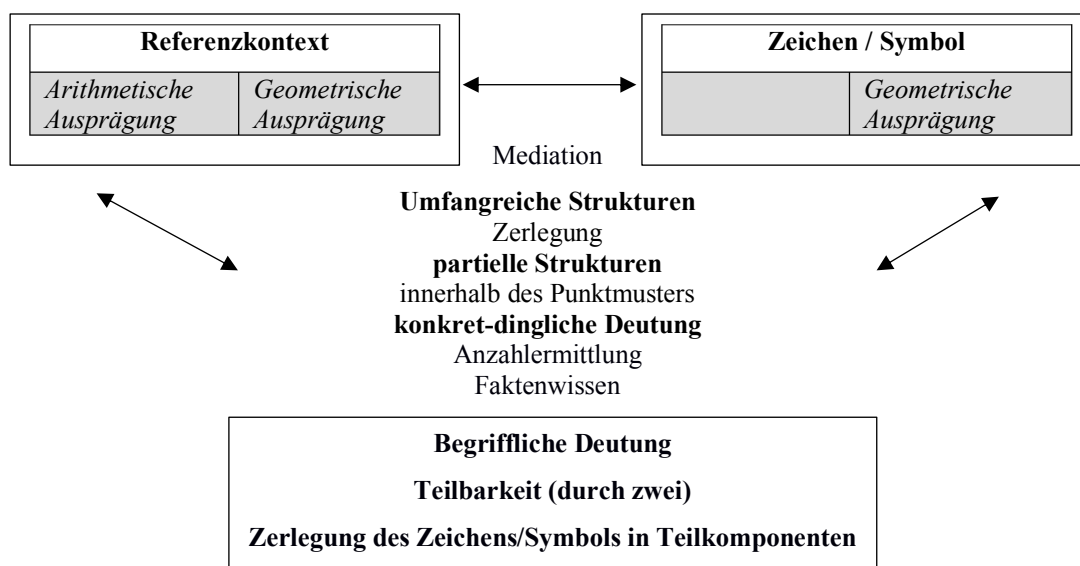 Referenzkontext
Arithmetische Ausprägung
Geometrische Ausprägung
Zeichen / Symbol
Geometrische Ausprägung
Mediation
Umfangreiche Strukturen
Zerlegung
partielle Strukturen
innerhalb des Punktmusters
konkret-dingliche Deutung
Anzahlermittlung
Faktenwissen
Begriffliche Deutung
Teilbarkeit (durch zwei)
Zerlegung des Zeichens/Symbols in Teilkomponenten